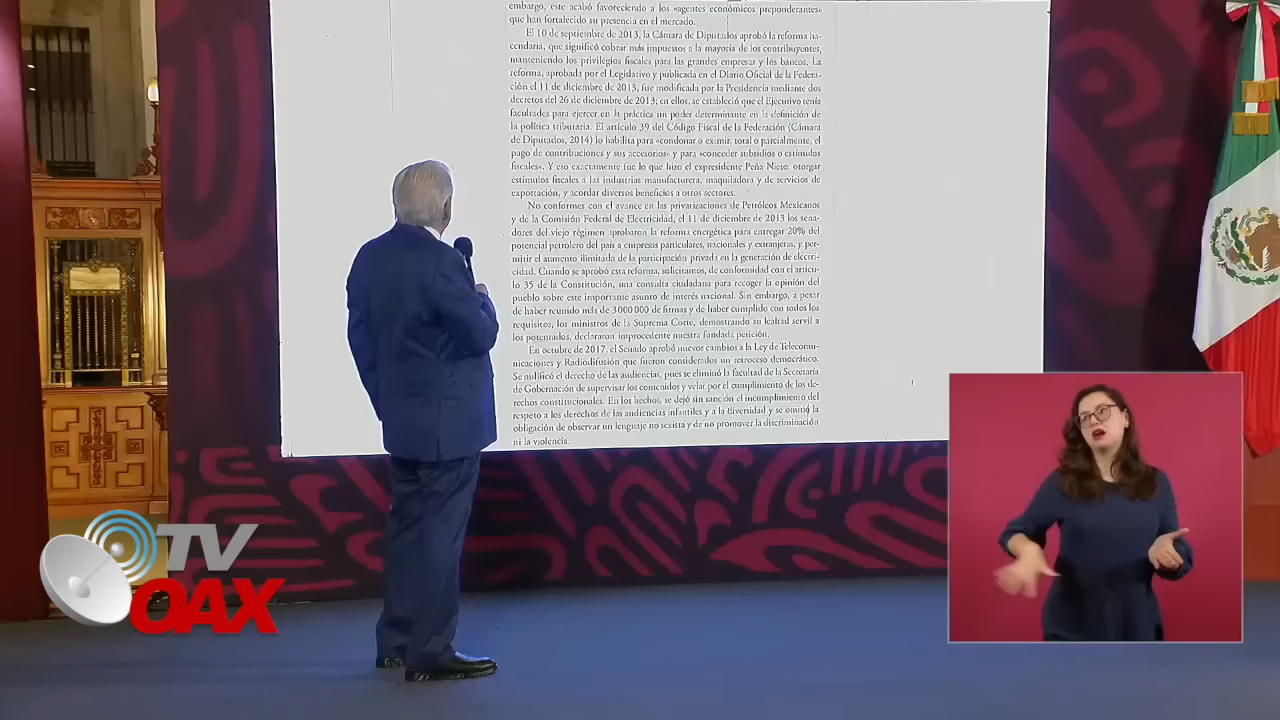 embargo, este acabó favoreciendo a los «agentes económicos preponderantes»
que han fortalecido su presencia en el mercado.
El 10 de septiembre de 2013, la Cámara de Diputados aprobó la reforma ha-
cendaria, que significó cobrar más impuestos a la mayoría de los contribuyentes,
manteniendo los privilegios fiscales para las grandes empresas y los bancos. La
reforma, aprobada por el Legislativo y publicada en el Diario Oficial de la Federa-
ción el 11 de diciembre de 2013, fue modificada por la Presidencia mediante dos
decretos del 26 de diciembre de 2013; en ellos, se estableció que el Ejecutivo tenía
facultades para ejercer en la práctica un poder determinante en la definición de
la política tributaria. El artículo 39 del Código Fiscal de la Federación (Cámara
de Diputados, 2014) lo habilita para «condonar o eximir, total o parcialmente, el
pago de contribuciones y sus accesorios» y para «conceder subsidios o estímulos
fiscales». Y eso exactamente fue lo que hizo el expresidente Peña Nieto: otorgar
estímulos fiscales a las industrias manufacturera, maquiladora y de servicios de
exportación, y acordar diversos beneficios a otros sectores.
No conformes con el avance en las privatizaciones de Petróleos Mexicanos
y de la Comisión Federal de Electricidad, el 11 de diciembre de 2013 los sena-
dores del viejo régimen aprobaron la reforma energética para entregar 20% del
potencial petrolero del país a empresas particulares, nacionales y extranjeras, y per-
mitir el aumento ilimitada de la participación privada en la generación de electri-
cidad. Cuando se aprobó esta reforma, solicitamos, de conformidad con el artícu-
lo 35 de la Constitución, una consulta ciudadana para recoger la opinión del
pueblo sobre este importante asunto de interés nacional. Sin embargo, a pesar
de haber reunido más de 3 000 000 de firmas y de haber cumplido con todos los
requisitos, los ministros de la Suprema Corte, demostrando su lealtad servil a
los potentados, declararon improcedente nuestra fundada petición.
En octubre de 2017, el Senado aprobó nuevos cambios a la Ley de Telecomu-
nicaciones y Radiodifusión que fueron considerados un retroceso democrático.
Se nulificó el derecho de las audiencias, pues se eliminó la facultad de la Secretaría
de Gobernación de supervisar los contenidos y velar por el cumplimiento de los de-
rechos constitucionales. En los hechos, se dejó sin sanción el incumplimiento del
respeto a los derechos de las audiencias infantiles y a la diversidad y se omitió la
obligación de observar un lenguaje no sexista y de no promover la discriminación
ni la violencia.
TV
OAX